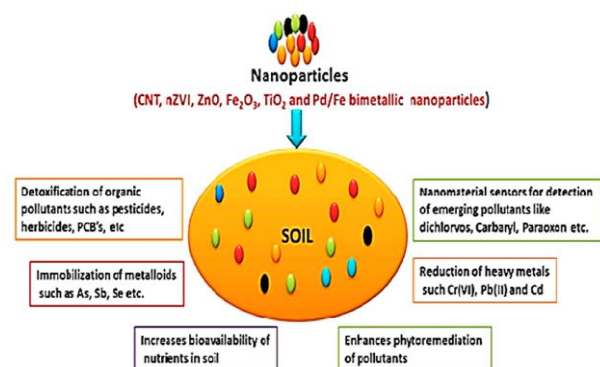 Nanoparticles
(CNT, nZVI, ZnO, Fe₂O₃, TiO₂ and Pd/Fe bimetallic nanoparticles)
Detoxification of organic
pollutants such as pesticides,
herbicides, PCB's, etc
Nanomaterial sensors for detection
of emerging pollutants like
dichlorvos, Carbaryl, Paraoxon etc.
SOIL
Immobilization of metalloids
such as As, Sb, Se etc.
Reduction of heavy metals
such Cr(VI), Pb(II) and Cd
Increases bioavailability of
nutrients in soil
Enhances phytoremediation
of pollutants